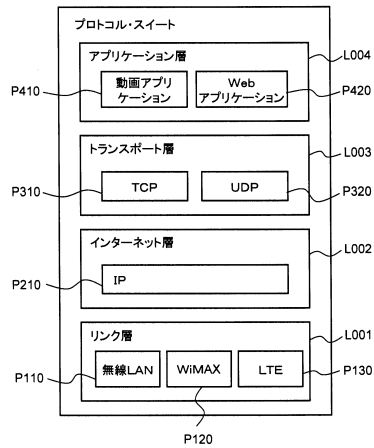 プロトコル・スイート
アプリケーション層
L004
P410
動画アプリ
ケーション
Web
アプリケーション
P420
トランスポート層
L003
P310
TCP
UDP
P320
インターネット層
L002
P210
IP
リンク層
L001
P110
無線LAN
WiMAX
LTE
P130
P120